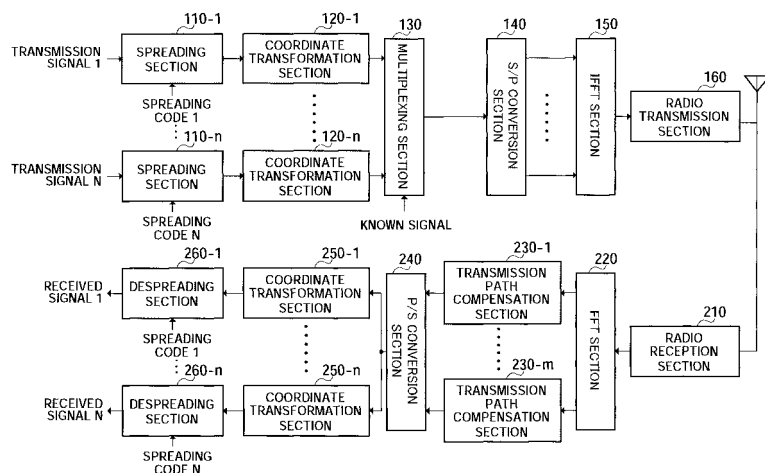 110-1
120-1
130
140
150
TRANSMISSION
SIGNAL 1
SPREADING
SECTION
COORDINATE
TRANSFORMATION
SECTION
MULTIPLEXING SECTION
S/P CONVERSION
SECTION
IFFT SECTION
160
RADIO
TRANSMISSION
SECTION
SPREADING
CODE 1
110-n
120-n
TRANSMISSION
SIGNAL N
SPREADING
SECTION
COORDINATE
TRANSFORMATION
SECTION
SPREADING
CODE N
KNOWN SIGNAL
260-1
250-1
240
230-1
220
RECEIVED
SIGNAL 1
DESPREADING
SECTION
COORDINATE
TRANSFORMATION
SECTION
P/S CONVERSION
SECTION
TRANSMISSION
PATH
COMPENSATION
SECTION
FFT SECTION
210
RADIO
RECEPTION
SECTION
SPREADING
CODE 1
260-n
250-n
230-m
RECEIVED
SIGNAL N
DESPREADING
SECTION
COORDINATE
TRANSFORMATION
SECTION
TRANSMISSION
PATH
COMPENSATION
SECTION
SPREADING
CODE N